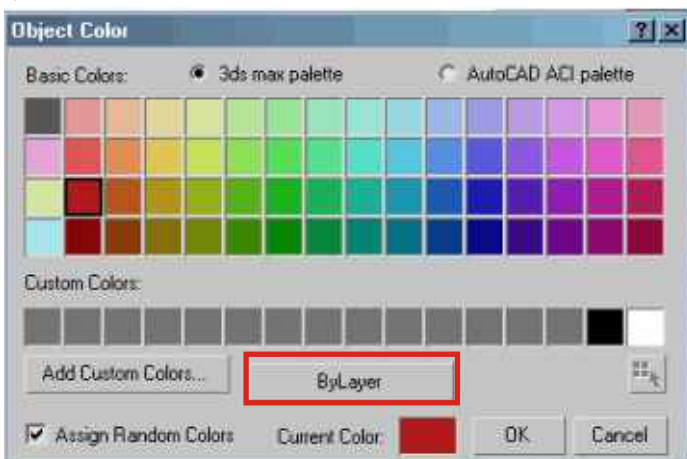 Object Color ? ×
Basic Colors: 3ds max palette AutoCAD ACI palette
Custom Colors:
Add Custom Colors... ByLayer
Assign Random Colors Current Color: OK Cancel